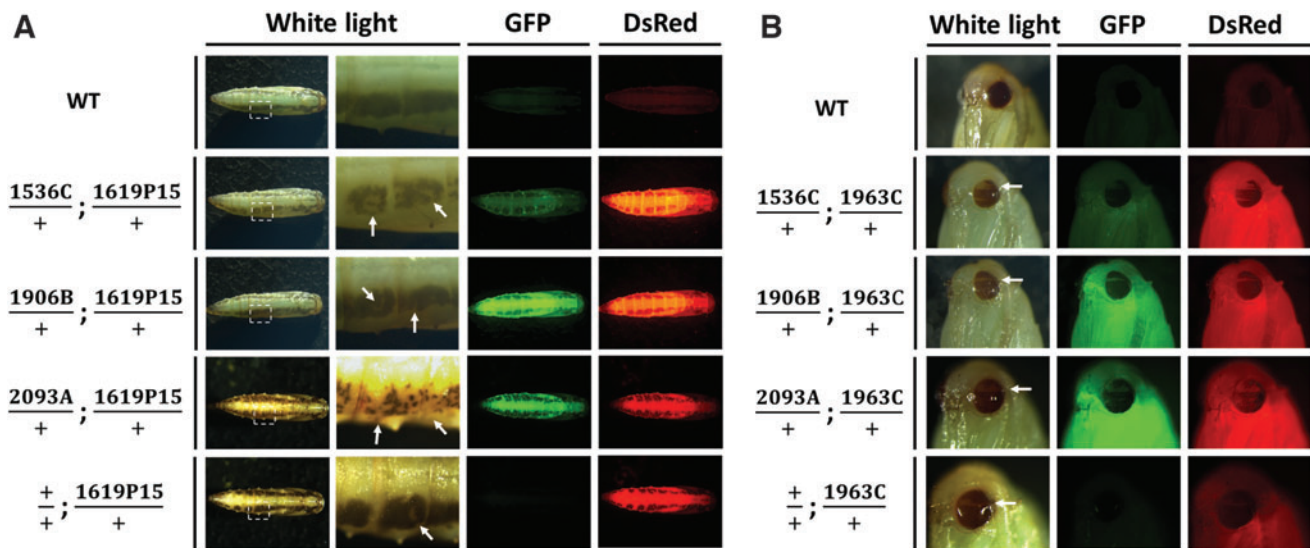 A
White light GFP DsRed
WT
1536C ; 1619P15
+ +
1906B ; 1619P15
+ +
2093A ; 1619P15
+ +
+ ; 1619P15
+ +
B
White light GFP DsRed
WT
1536C ; 1963C
+ +
1906B ; 1963C
+ +
2093A ; 1963C
+ +
+ ; 1963C
+ +